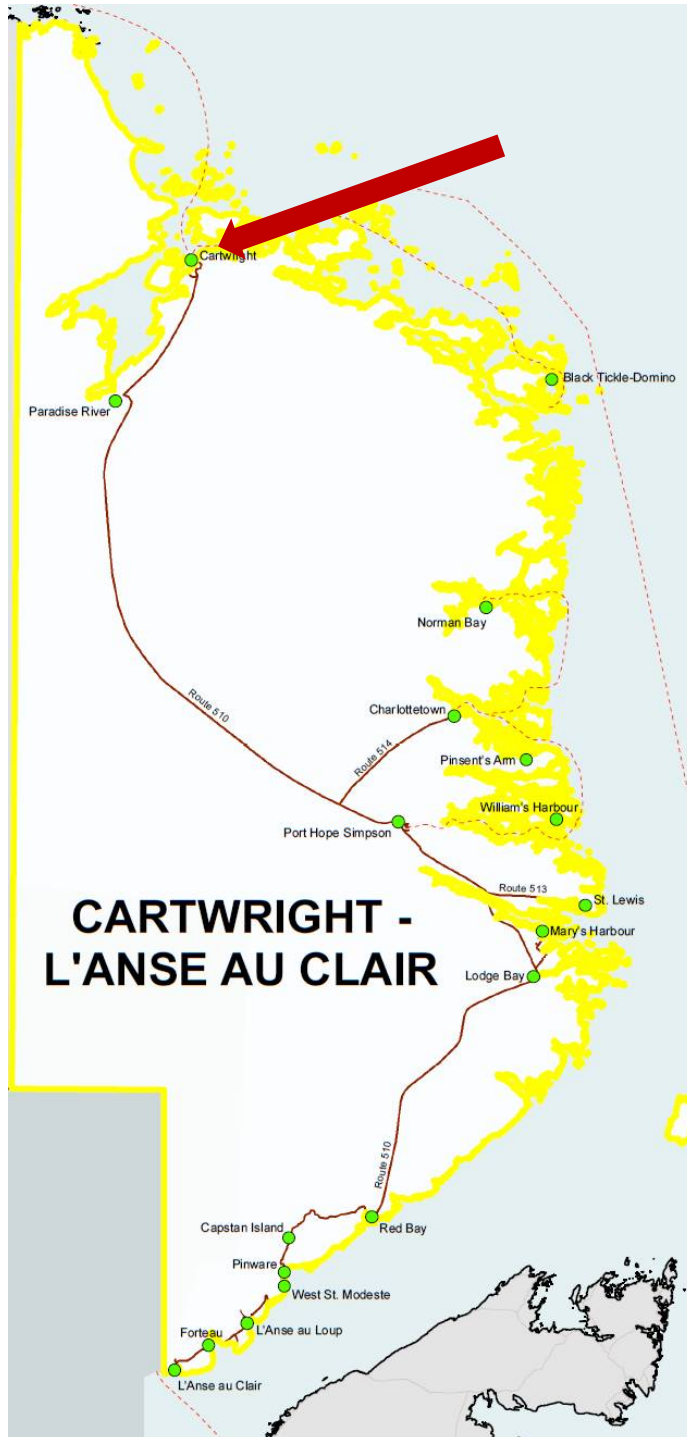 Cartwright
Black Tickle-Domino
Paradise River
Norman Bay
Route 510
Charlottetown
Route 514
Pinsent's Arm
William's Harbour
Port Hope Simpson
Route 513
St. Lewis
CARTWRIGHT -
L'ANSE AU CLAIR
Mary's Harbour
Lodge Bay
Route 510
Red Bay
Capstan Island
Pinware
West St. Modeste
L'Anse au Loup
Forteau
L'Anse au Clair